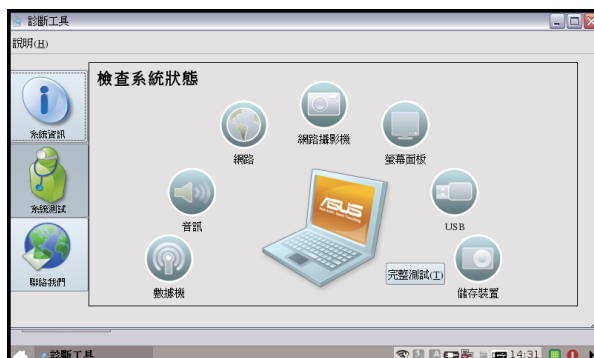 診斷工具
說明(H)
檢查系統狀態
系統資訊
系統測試
聯絡我們
網路攝影機
網路
螢幕面板
音訊
USB
數據機
儲存裝置
ASUS
完整測試(T)
診斷工具
14:31